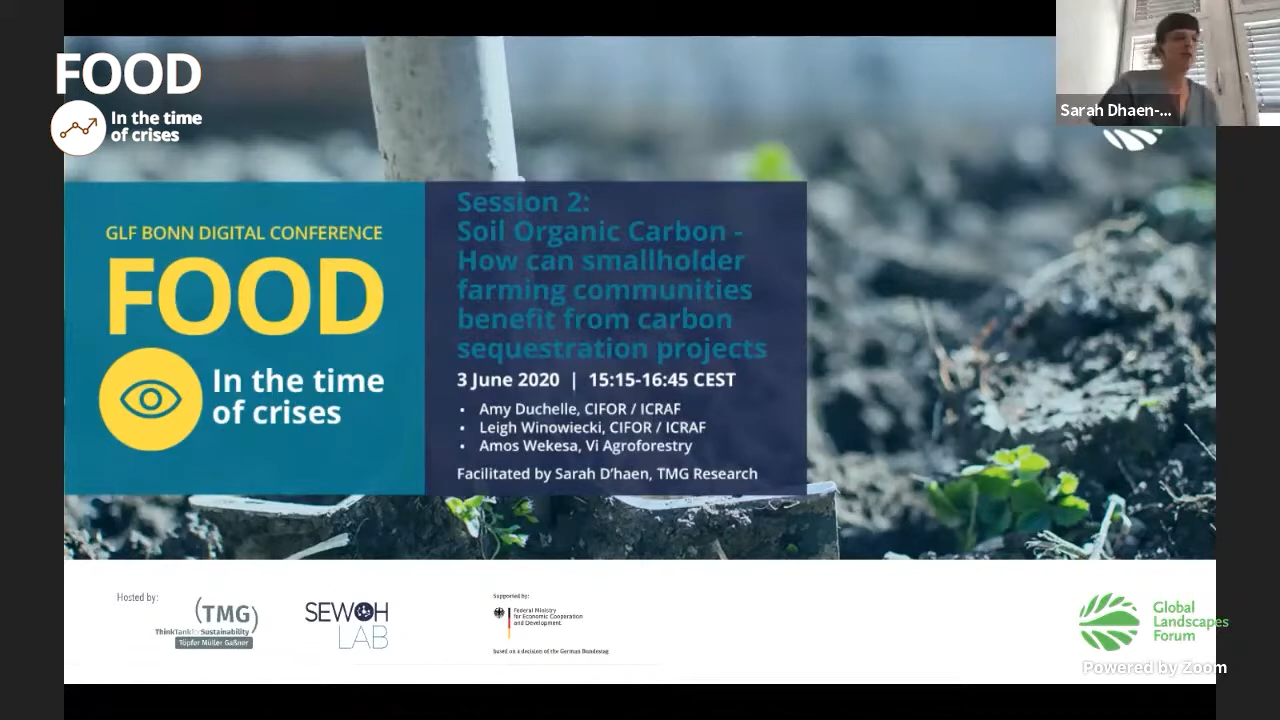 FOOD
In the time
of crises
Sarah Dhaen-...
GLF BONN DIGITAL CONFERENCE
FOOD
In the time
of crises
Session 2:
Soil Organic Carbon -
How can smallholder
farming communities
benefit from carbon
sequestration projects
3 June 2020 | 15:15-16:45 CEST
• Amy Duchelle, CIFOR / ICRAF
• Leigh Winowiecki, CIFOR / ICRAF
• Amos Wekesa, Vi Agroforestry
Facilitated by Sarah D'haen, TMG Research
Hosted by:
TMG
ThinkTankforSustainability
Töpfer Müller Gaßner
SEWOH
LAB
Supported by:
Federal Ministry
for Economic Cooperation
and Development
based on a decision of the German Bundestag
Global
Landscapes
Forum
Powered by Zoom